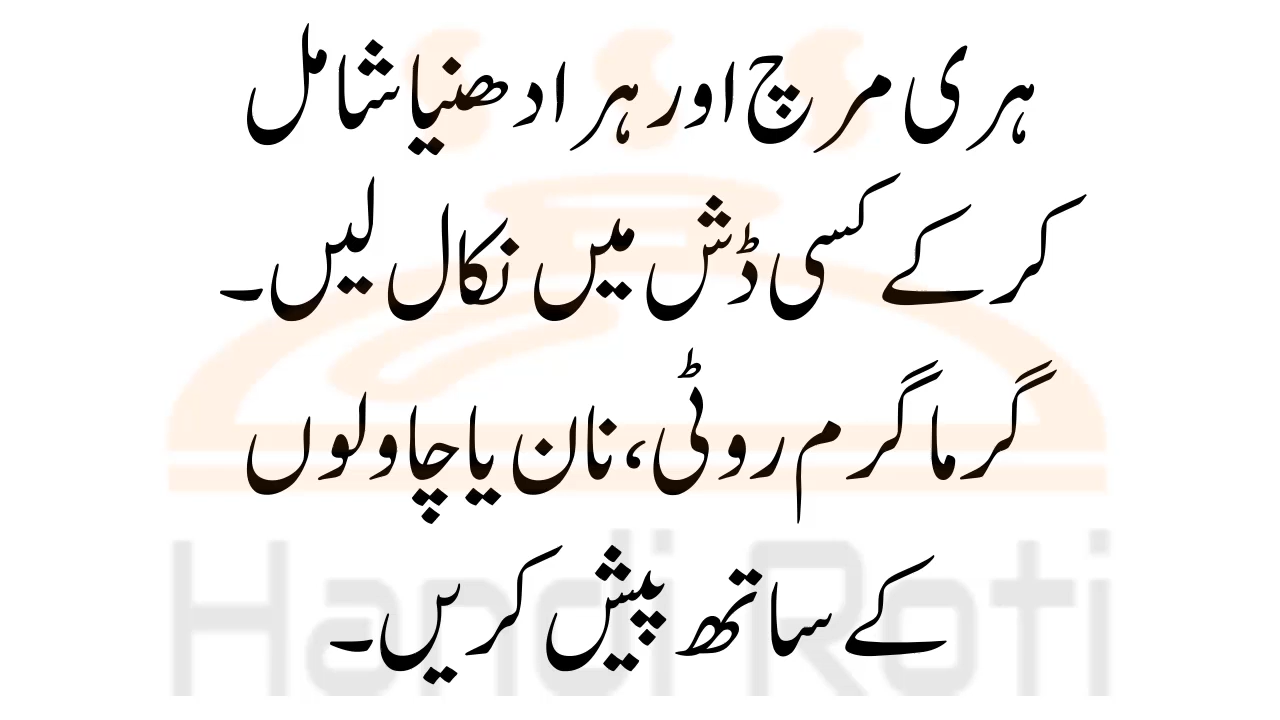 ہری مرچ اور ہرا دھنیا شامل
کر کے کسی ڈش میں نکال لیں۔
گرما گرم روٹی، نان یا چاولوں
کے ساتھ پیش کریں۔
Handi Roti